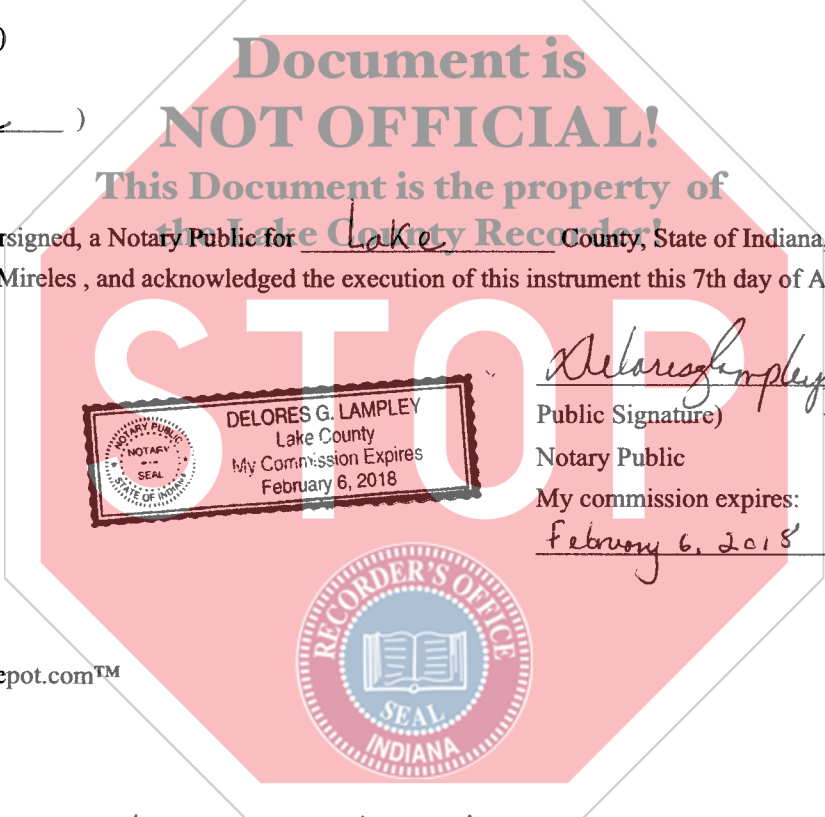 )
)
Document is
NOT OFFICIAL!
This Document is the property of
the Lake County Recorder!
rsigned, a Notary Public for Lake County, State of Indiana,
Mireles , and acknowledged the execution of this instrument this 7th day of A
DELORES G. LAMPLEY
Lake County
My Commission Expires
February 6, 2018
NOTARY PUBLIC
NOTARY
SEAL
STATE OF INDIANA
STOP
Delores G Lampley
Public Signature)
Notary Public
My commission expires:
February 6, 2018
RECORDER'S OFFICE
SEAL
INDIANA
epot.com™